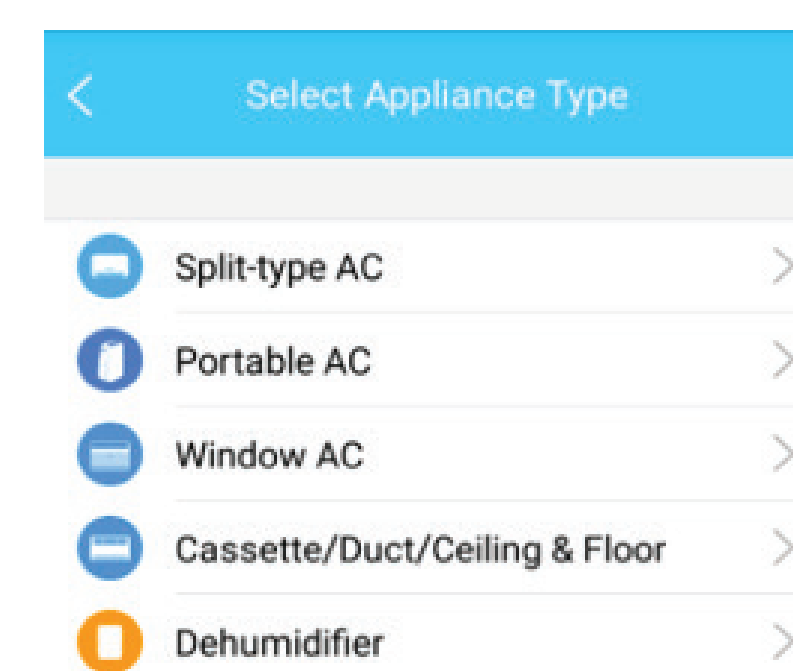 Select Appliance Type
Split-type AC
Portable AC
Window AC
Cassette/Duct/Ceiling & Floor
Dehumidifier